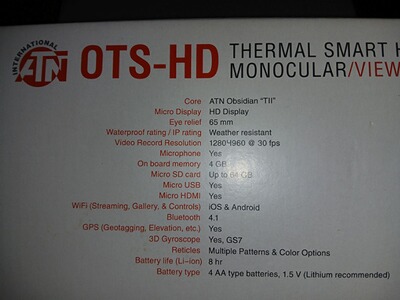 INTERNATIONAL
ATN
OTS-HD THERMAL SMART H
MONOCULAR/VIEW
Core ATN Obsidian "TII"
Micro Display HD Display
Eye relief 65 mm
Waterproof rating / IP rating Weather resistant
Video Record Resolution 1280Ч960 @ 30 fps
Microphone Yes
On board memory 4 GB
Micro SD card Up to 64 GB
Micro USB Yes
Micro HDMI Yes
WiFi (Streaming, Gallery, & Controls) iOS & Android
Bluetooth 4.1
GPS (Geotagging, Elevation, etc.) Yes
3D Gyroscope Yes, GS7
Reticles Multiple Patterns & Color Options
Battery life (Li-ion) 8 hr
Battery type 4 AA type batteries, 1.5 V (Lithium recommended)